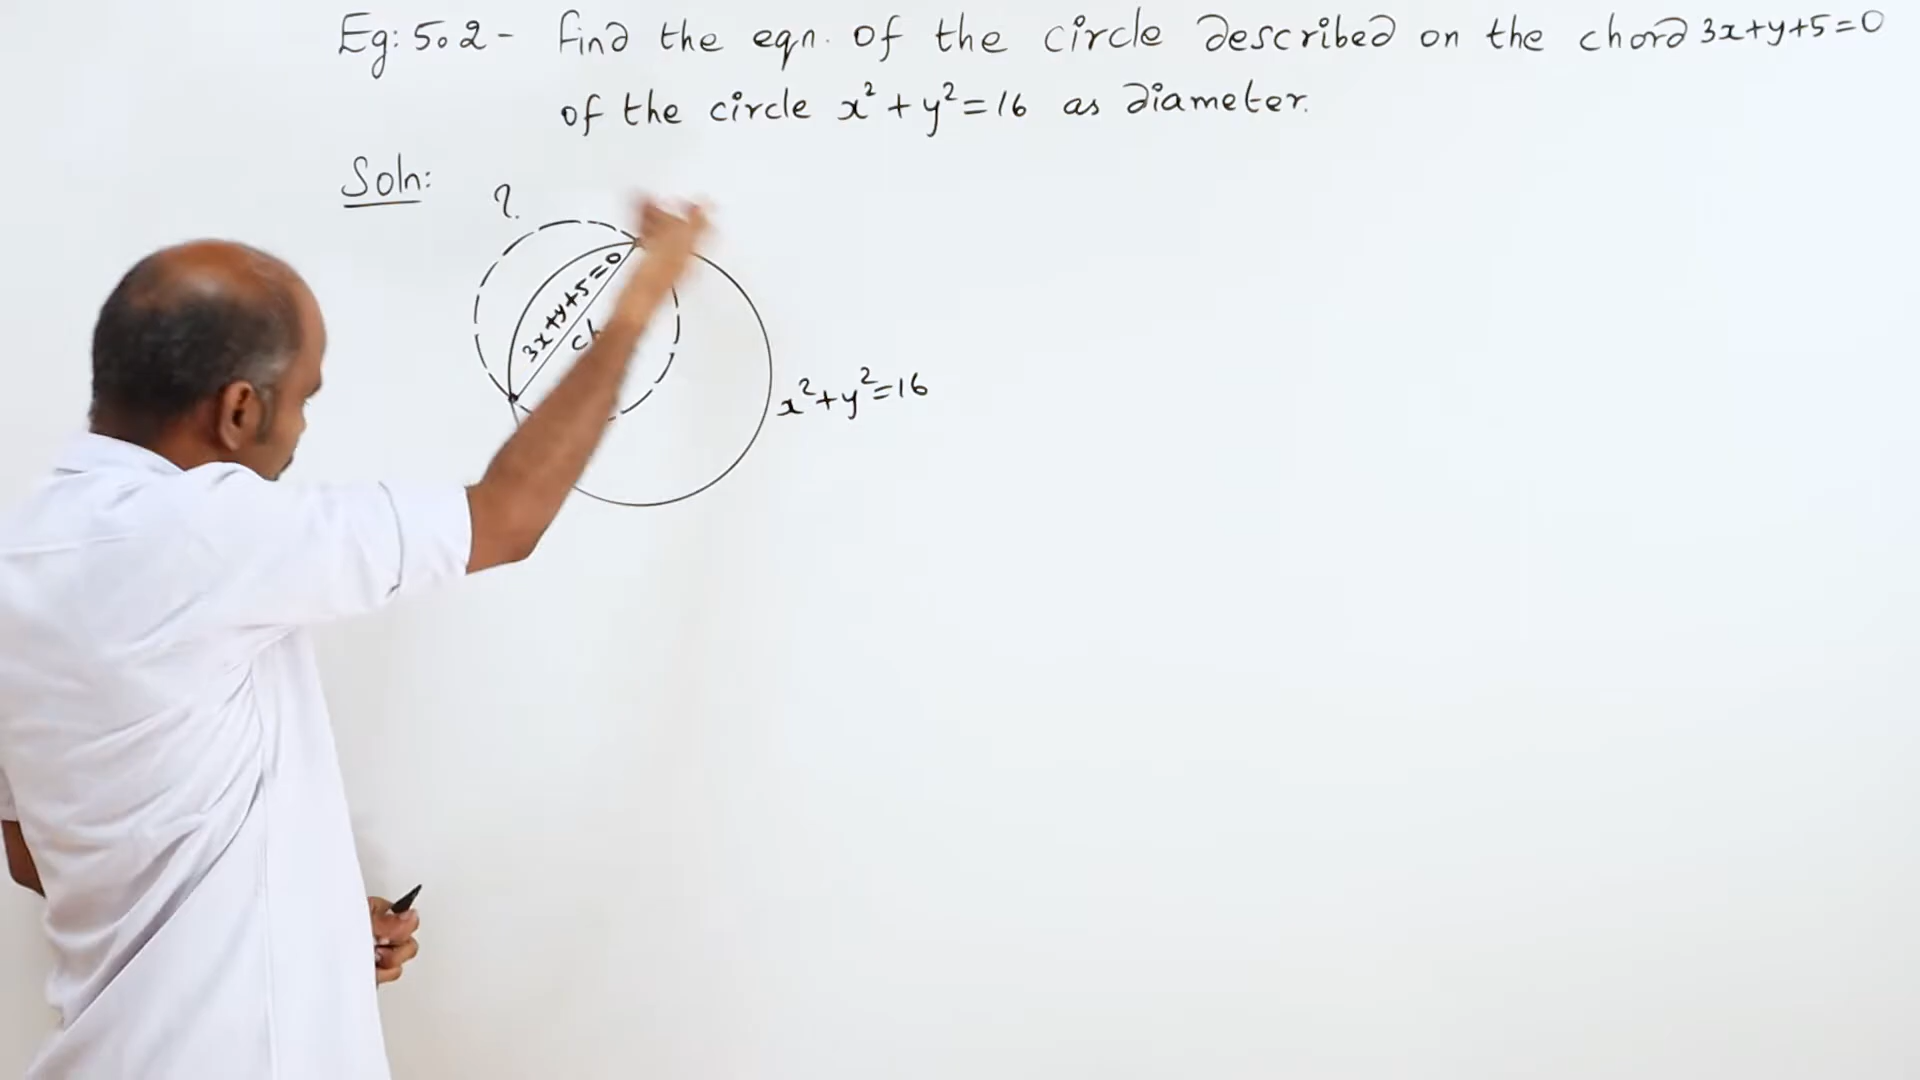 Eg: 5.2 - Find the eqn. of the circle described on the chord 3x+y+5=0
of the circle x²+y²=16 as diameter.
Soln:
?
3x+y+5=0
x²+y²=16